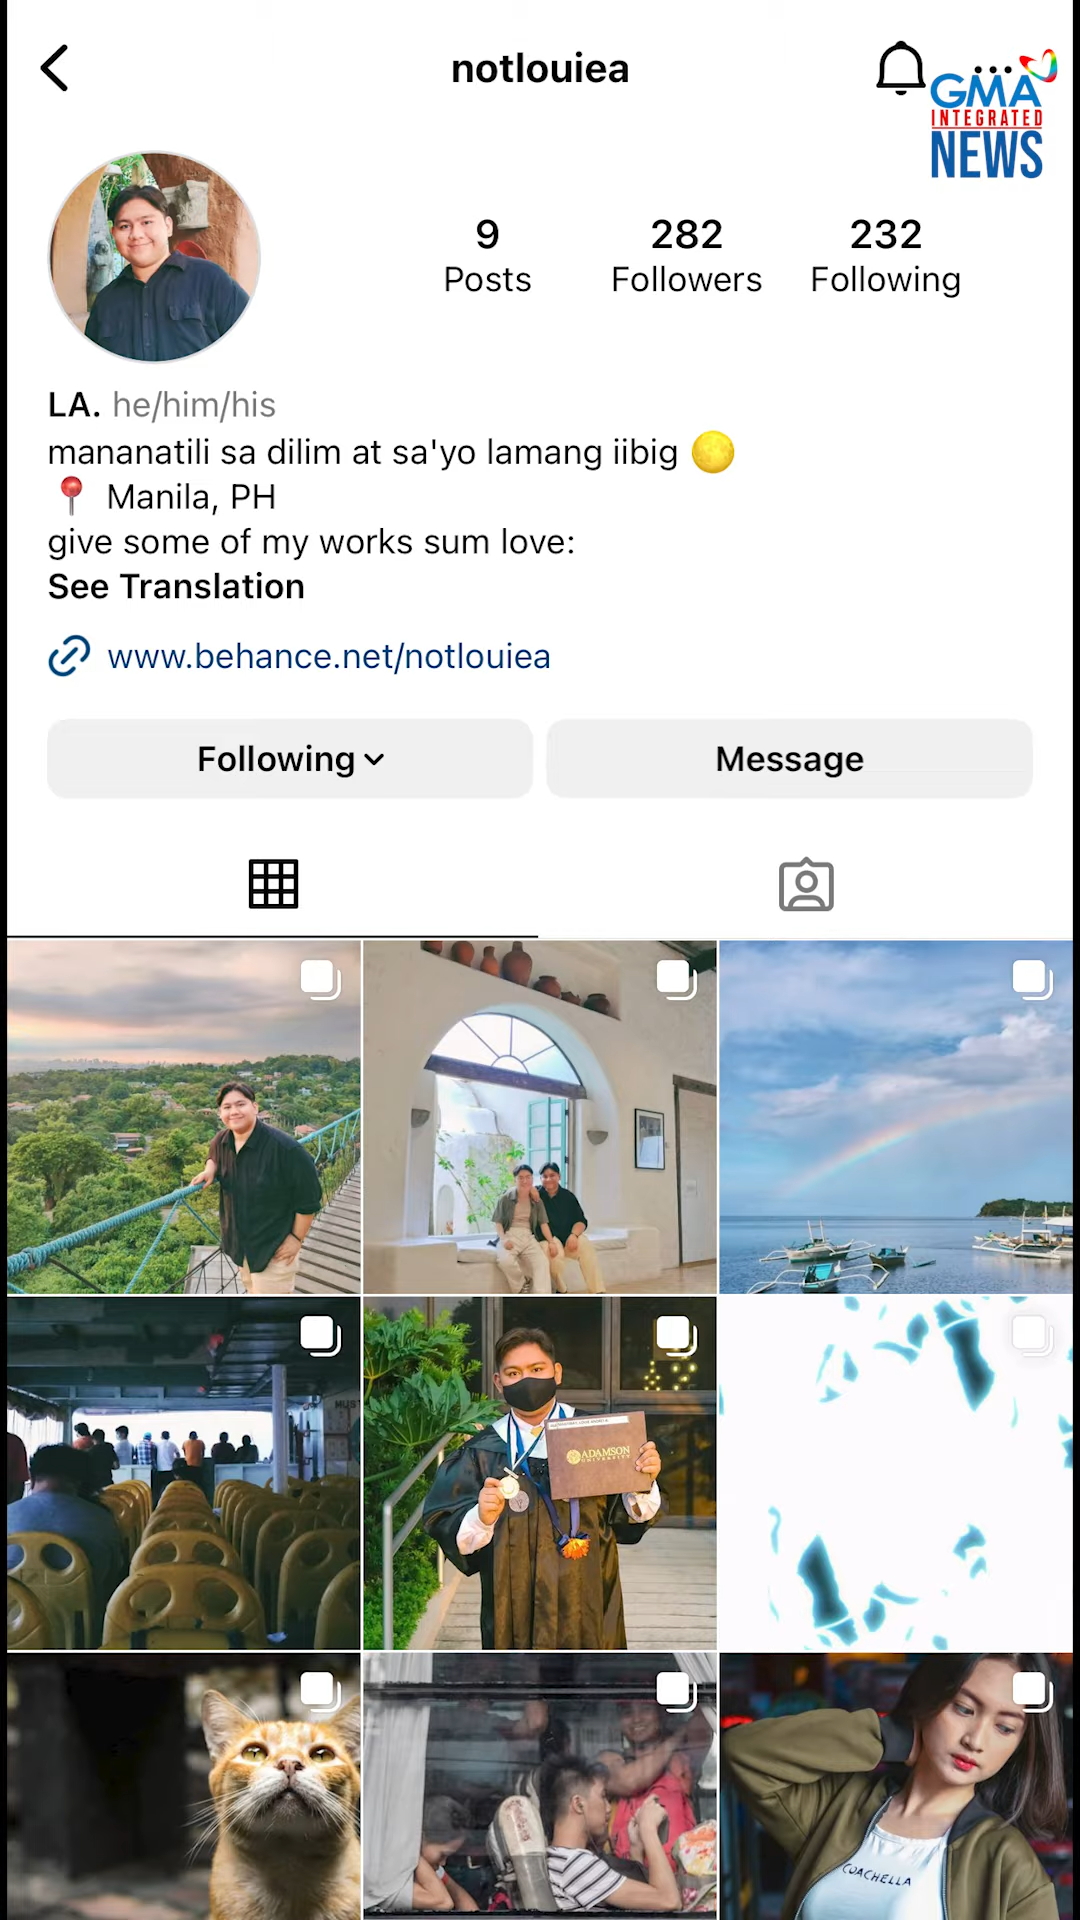 notlouiea
GMA
INTEGRATED
NEWS
9
Posts
282
Followers
232
Following
LA. he/him/his
mananatili sa dilim at sa'yo lamang iibig
Manila, PH
give some of my works sum love:
See Translation
www.behance.net/notlouiea
Following
Message
MUS
ADAMSON
UNIVERSITY
COACHELLA